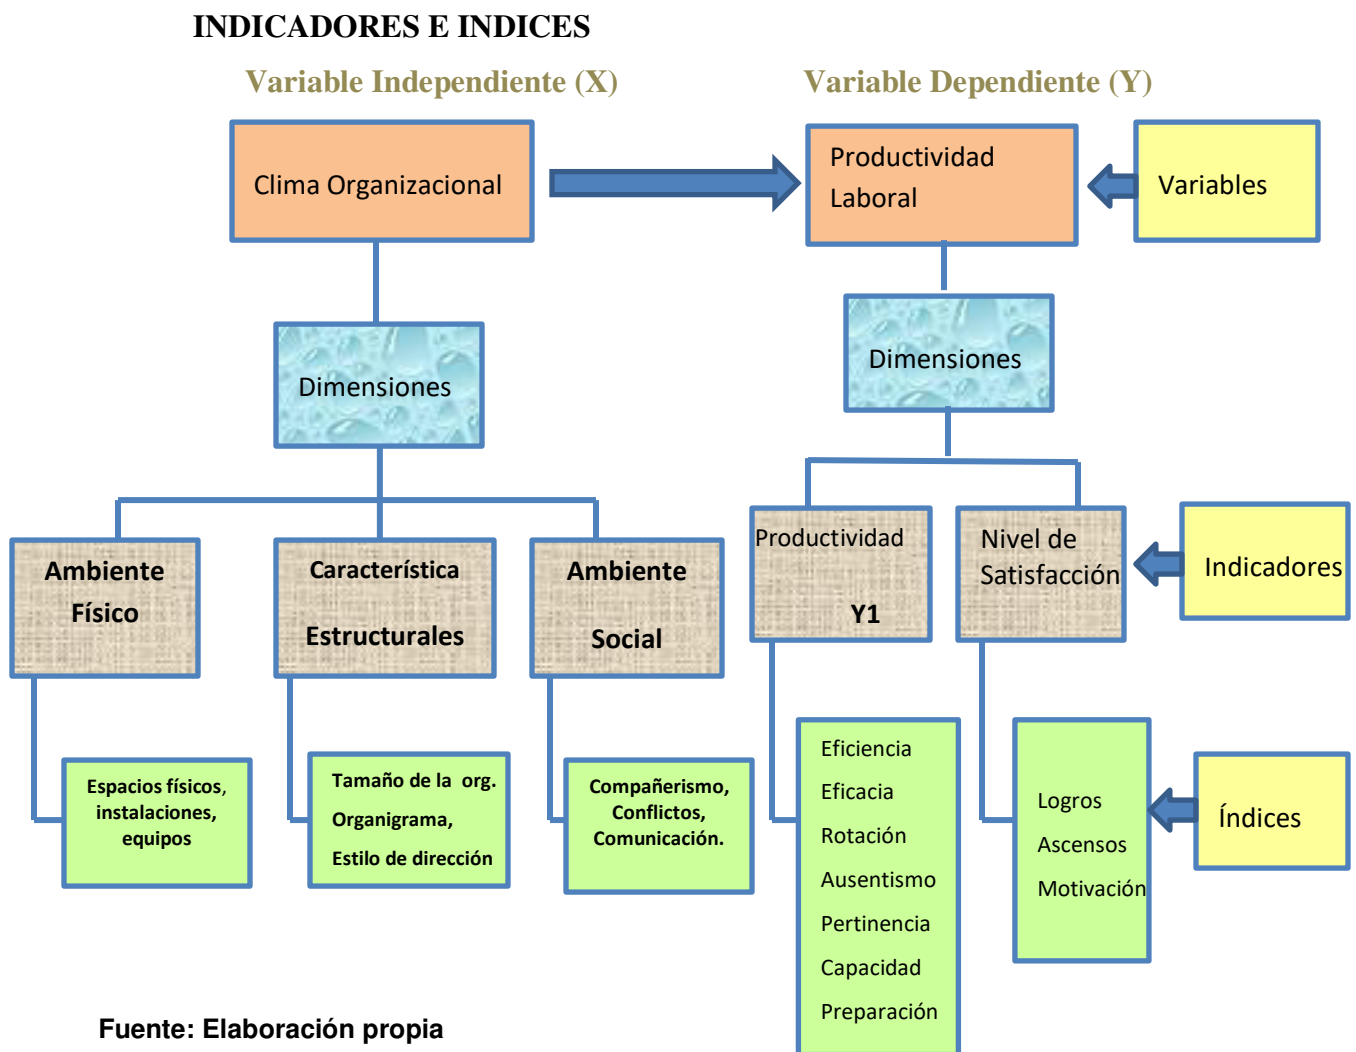 INDICADORES E INDICES
Variable Independiente (X)
Variable Dependiente (Y)
Clima Organizacional
Productividad
Laboral
Variables
Dimensiones
Dimensiones
Ambiente
Físico
Característica
Estructurales
Ambiente
Social
Productividad
Y1
Nivel de
Satisfacción
Indicadores
Espacios físicos,
instalaciones,
equipos
Tamaño de la org.
Organigrama,
Estilo de dirección
Compañerismo,
Conflictos,
Comunicación.
Eficiencia
Eficacia
Rotación
Ausentismo
Pertinencia
Capacidad
Preparación
Logros
Ascensos
Motivación
Índices
Fuente: Elaboración propia